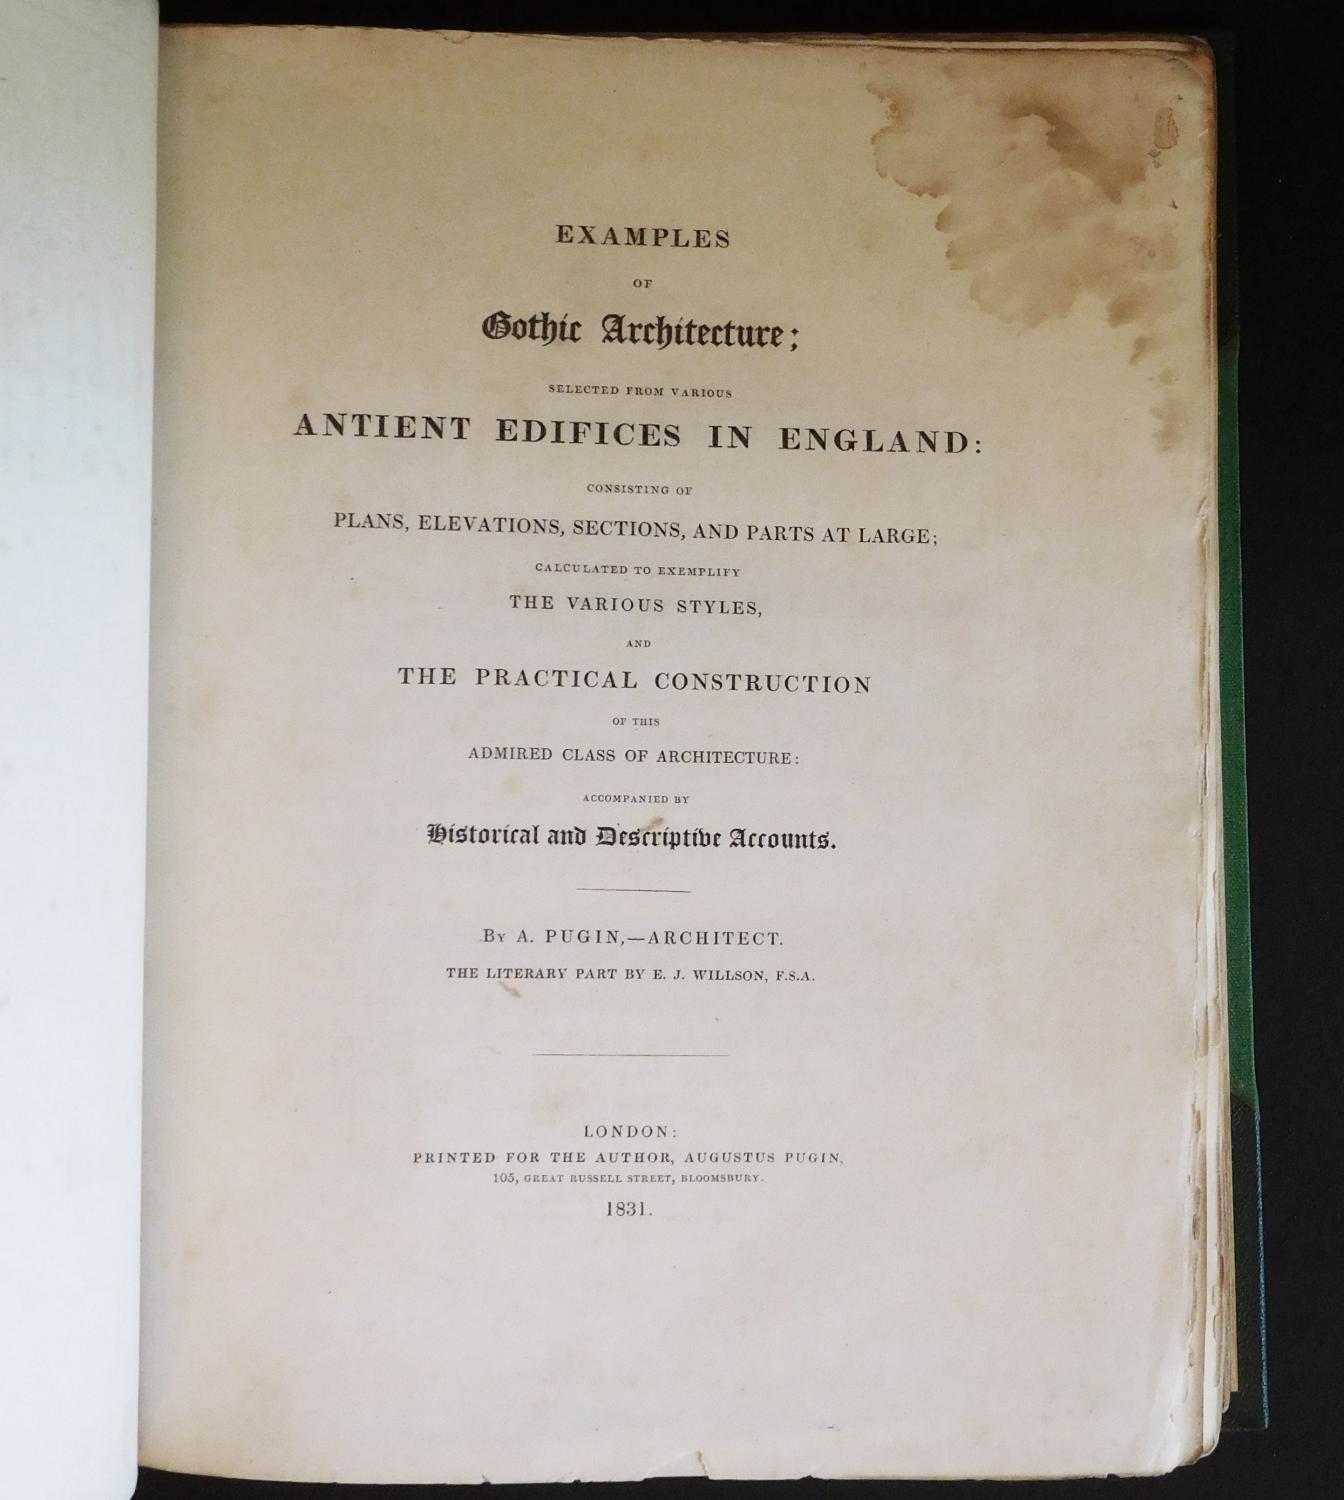 EXAMPLES
OF
Gothic Architecture;
SELECTED FROM VARIOUS
ANTIENT EDIFICES IN ENGLAND:
CONSISTING OF
PLANS, ELEVATIONS, SECTIONS, AND PARTS AT LARGE;
CALCULATED TO EXEMPLIFY
THE VARIOUS STYLES,
AND
THE PRACTICAL CONSTRUCTION
OF THIS
ADMIRED CLASS OF ARCHITECTURE:
ACCOMPANIED BY
Historical and Descriptive Accounts.
BY A. PUGIN,—ARCHITECT.
THE LITERARY PART BY E. J. WILLSON, F.S.A.
LONDON:
PRINTED FOR THE AUTHOR, AUGUSTUS PUGIN,
105, GREAT RUSSELL STREET, BLOOMSBURY.
1831.